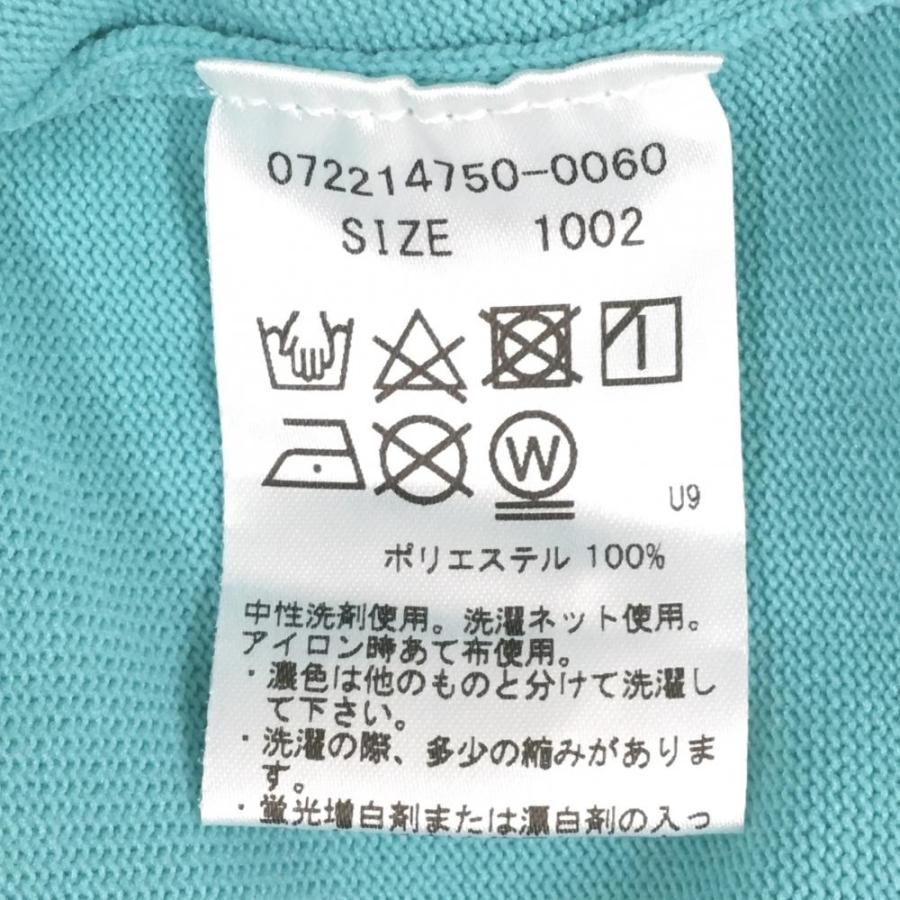 072214750-0060
SIZE 1002
W
U9
ポリエステル 100%
中性洗剤使用。洗濯ネット使用。
アイロン時あて布使用。
・濃色は他のものと分けて洗濯し
て下さい。
・洗濯の際、多少の縮みがありま
す。
・蛍光増白剤または漂白剤の入っ